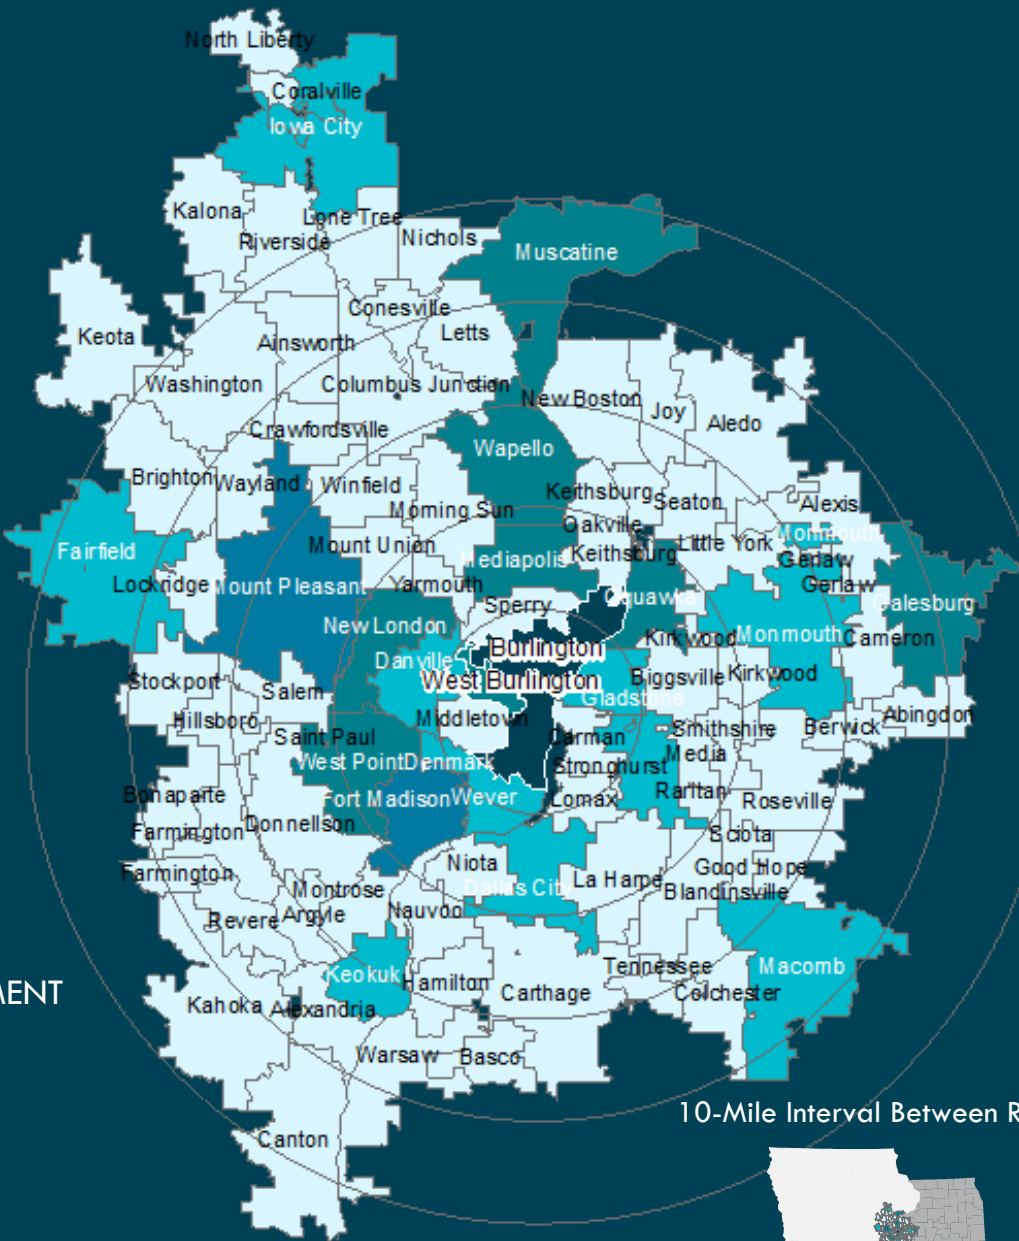 North Liberty
Coralville
Iowa City
Kalona
Lone Tree
Riverside
Nichols
Muscatine
Conesville
Letts
Keota
Ainsworth
Washington
Columbus Junction
New Boston
Joy
Aledo
Crawfordsville
Wapello
Brighton
Wayland
Winfield
Keithsburg
Seaton
Alexis
Morning Sun
Oakville
Monmouth
Fairfield
Mount Union
Mediapolis
Keithsburg
Little York
Gerlaw
Lockridge
Mount Pleasant
Yarmouth
Gerlaw
Sperry
Oquawka
Galesburg
New London
Kirkwood
Monmouth
Cameron
Burlington
Danville
West Burlington
Biggsville
Kirkwood
Stockport
Salem
Gladstone
Hillsboro
Middletown
Smithshire
Berwick
Abingdon
Saint Paul
Carman
Media
West Point
Denmark
Stronghurst
Bonaparte
Fort Madison
Wever
Lomax
Raritan
Roseville
Farmington
Donnellson
Sciota
Farmington
Niota
Good Hope
Montrose
Dallas City
La Harpe
Blandinsville
Revere
Argyle
Nauvoo
Keokuk
Hamilton
Tennessee
Macomb
MENT
Kahoka
Alexandria
Carthage
Colchester
Warsaw
Basco
10-Mile Interval Between R
Canton